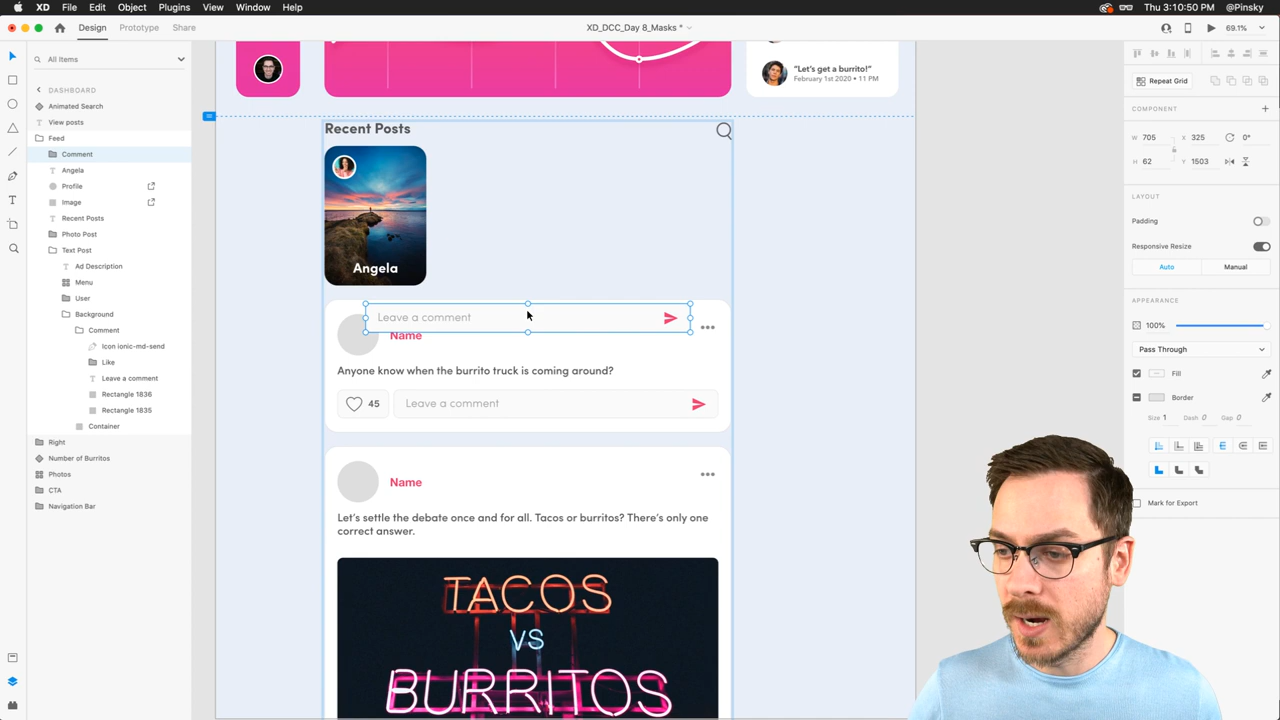 XD File Edit Object Plugins View Window Help
Thu 3:10:50 PM @Pinsky
Design Prototype Share
XD_DCC_Day 8_Masks *
69.1%
All Items
DASHBOARD
Animated Search
View posts
Feed
Comment
Angela
Profile
Image
Recent Posts
Photo Post
Text Post
Ad Description
Menu
User
Background
Comment
Icon ionic-md-send
Like
Leave a comment
Rectangle 1836
Rectangle 1835
Container
Right
Number of Burritos
Photos
CTA
Navigation Bar
“Let’s get a burrito!”
February 1st 2020 • 11 PM
Recent Posts
Angela
Leave a comment
Name
Anyone know when the burrito truck is coming around?
45
Leave a comment
Name
Let’s settle the debate once and for all. Tacos or burritos? There’s only one
correct answer.
TACOS
VS
BURRITOS
Repeat Grid
COMPONENT
W 705 X 325 0°
H 62 Y 1503
LAYOUT
Padding
Responsive Resize
Auto Manual
APPEARANCE
100%
Pass Through
Fill
Border
Size 1 Dash 0 Gap 0
Mark for Export